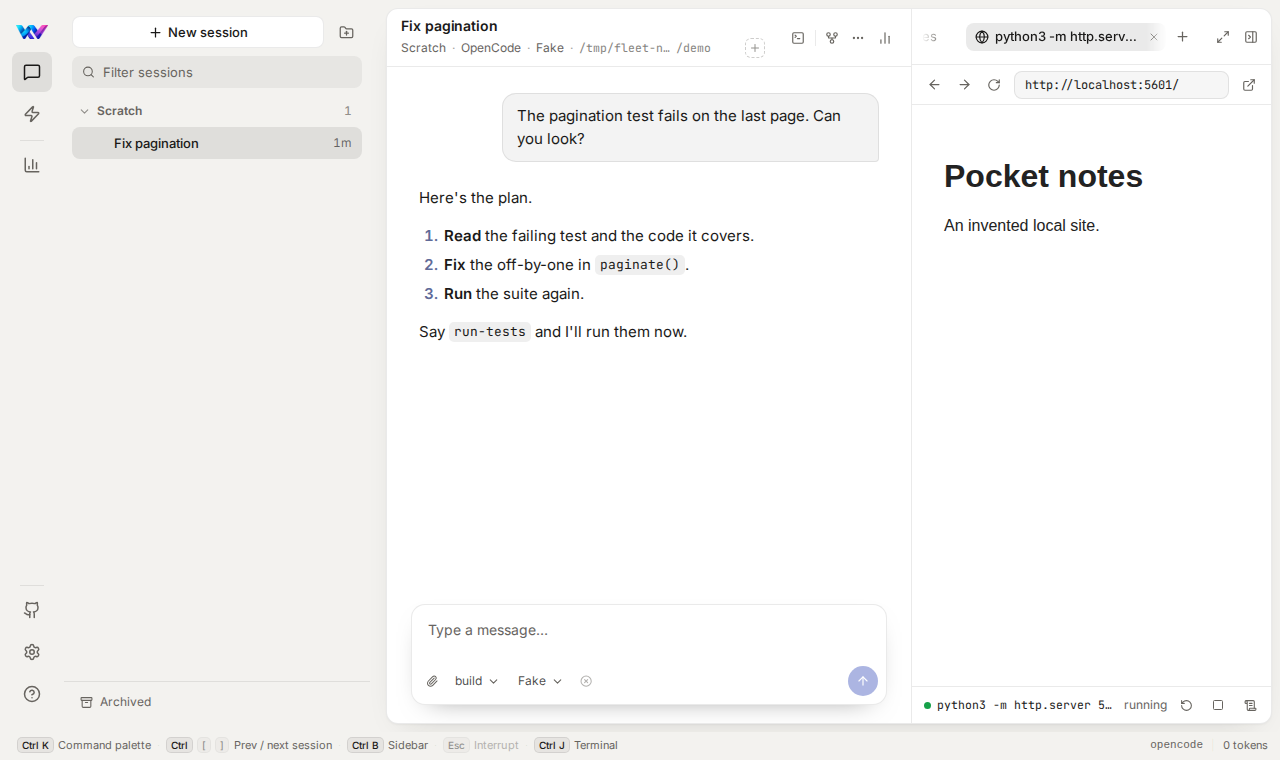 New session
Filter sessions
Scratch 1
Fix pagination 1m
Archived
Fix pagination
Scratch · OpenCode · Fake · /tmp/fleet-n… /demo
The pagination test fails on the last page. Can
you look?
Here's the plan.
1. Read the failing test and the code it covers.
2. Fix the off-by-one in paginate().
3. Run the suite again.
Say run-tests and I'll run them now.
Type a message...
build Fake
es
python3 -m http.serv...
http://localhost:5601/
Pocket notes
An invented local site.
python3 -m http.server 5… running
Ctrl K Command palette Ctrl [ ] Prev / next session Ctrl B Sidebar Esc Interrupt Ctrl J Terminal
opencode 0 tokens